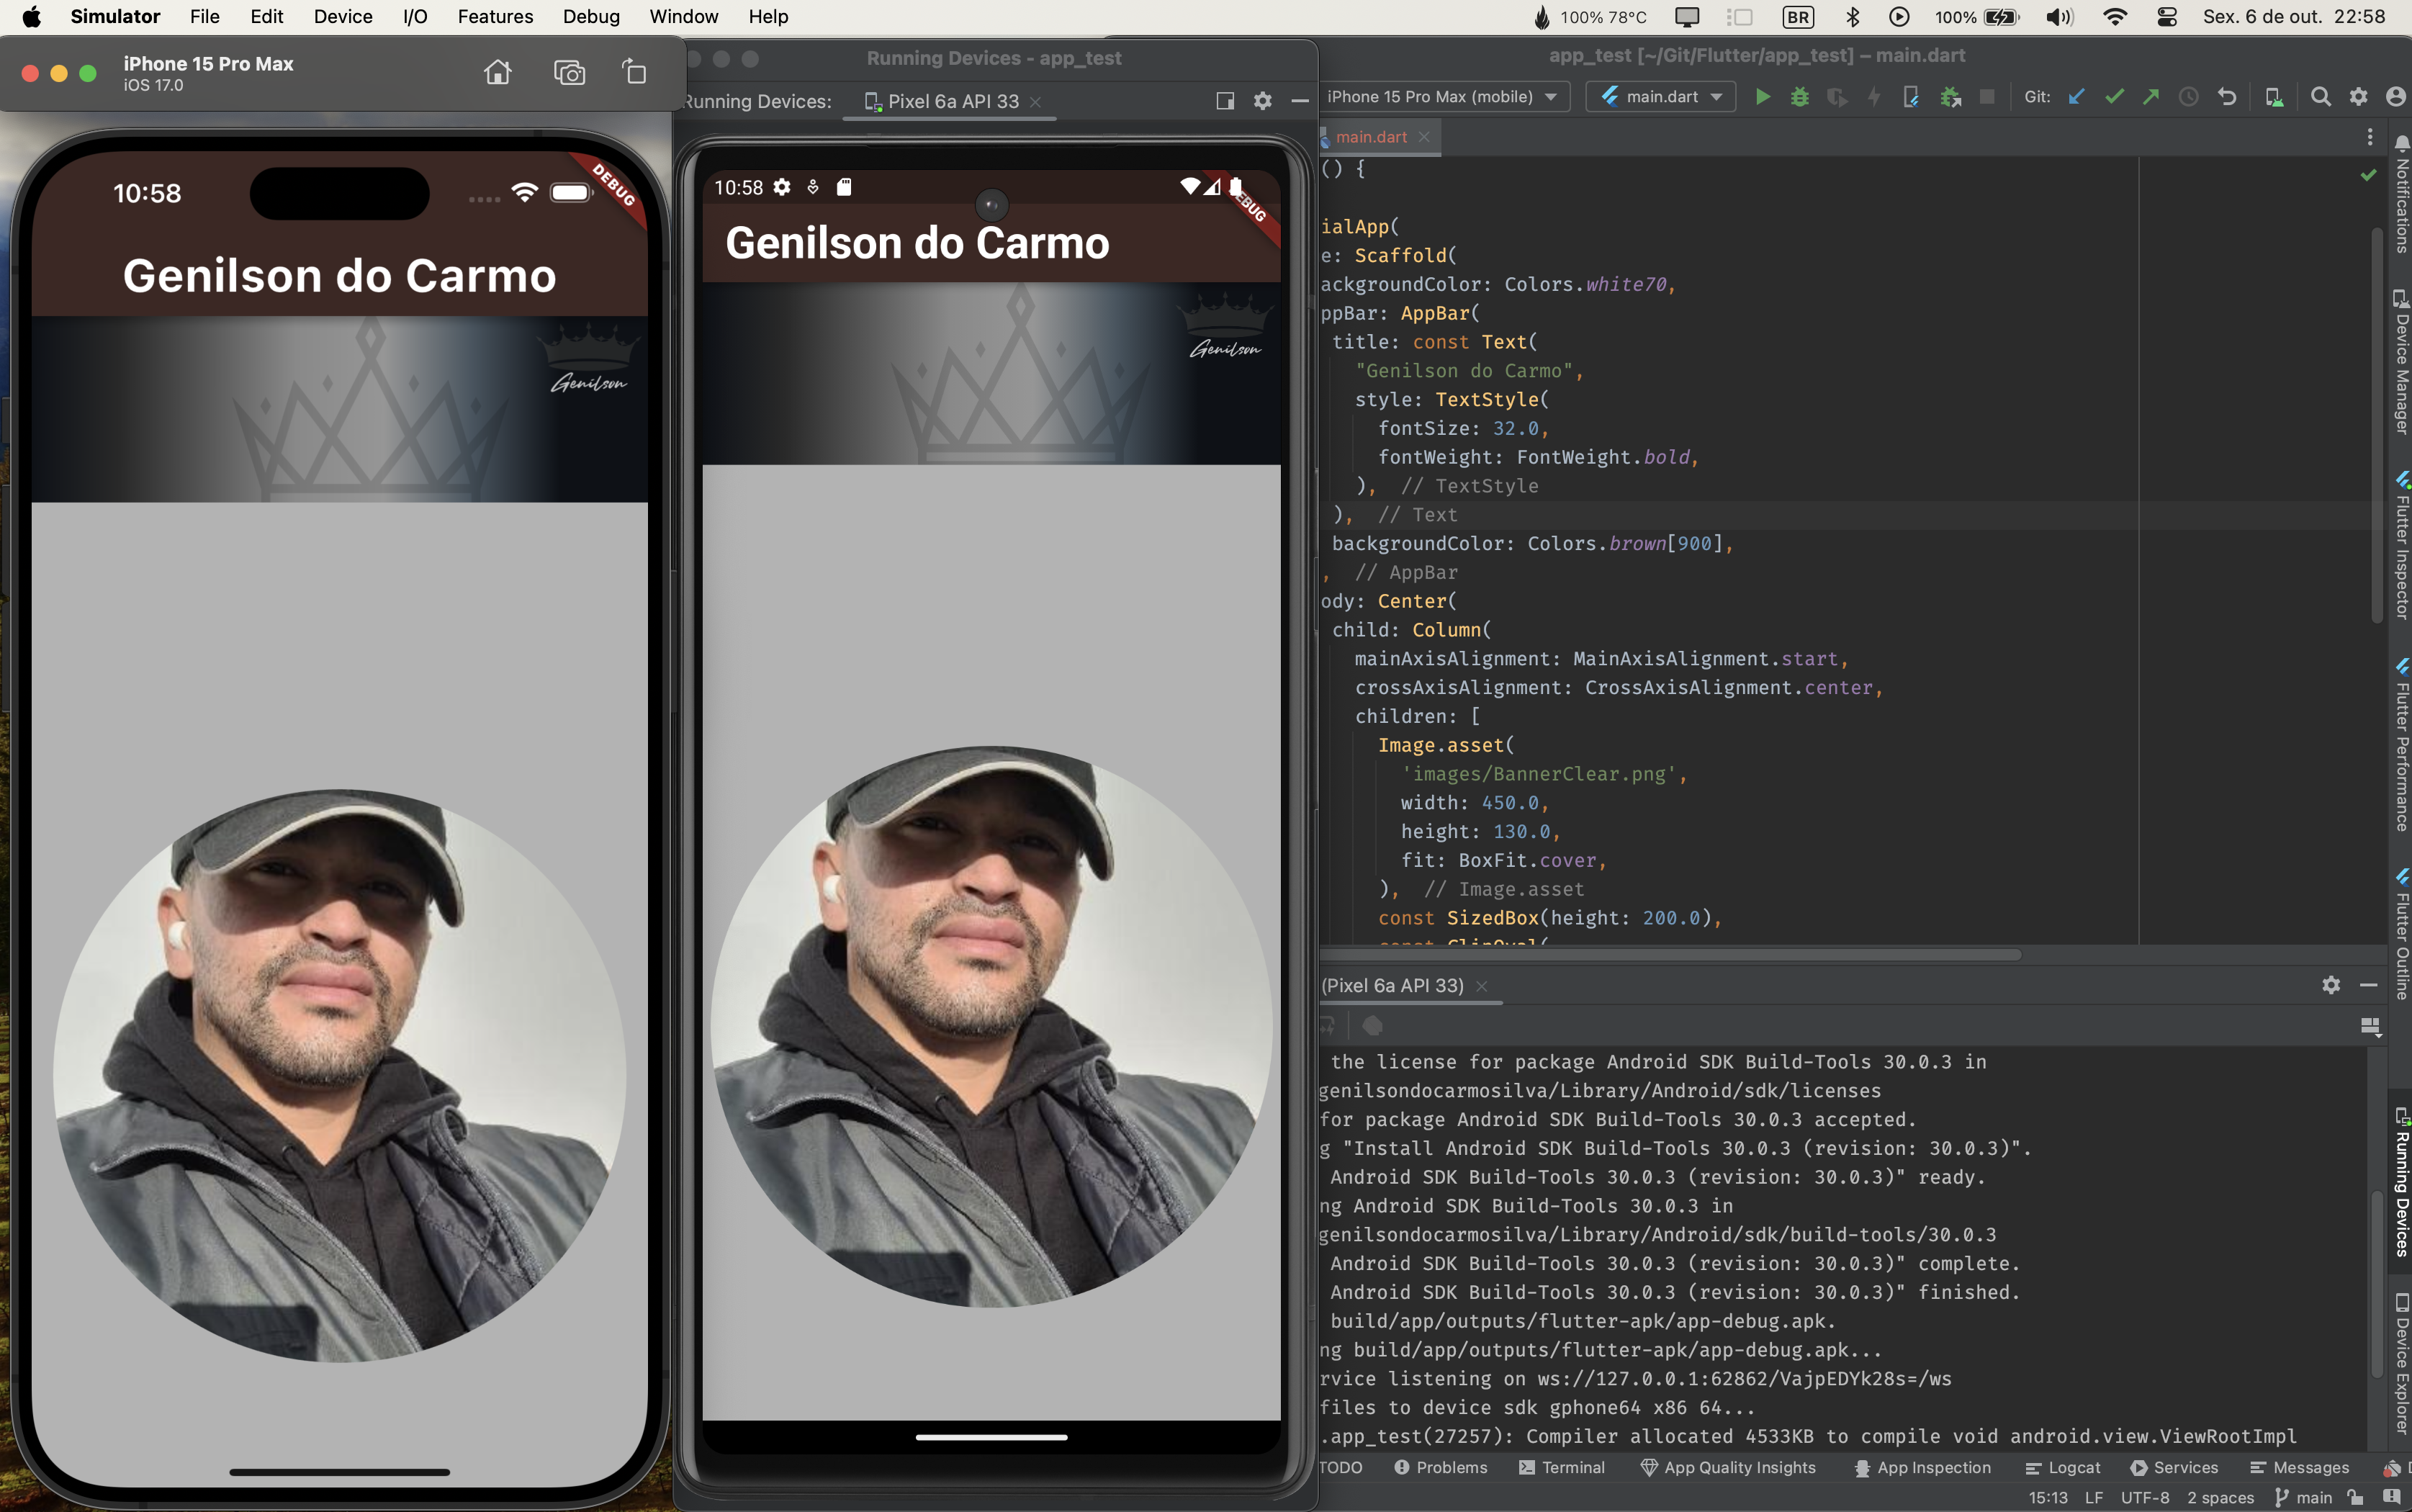 Simulator File Edit Device I/O Features Debug Window Help 100% 78°C BR 100% Sex. 6 de out. 22:58
iPhone 15 Pro Max
iOS 17.0
10:58
DEBUG
Genilson do Carmo
Genilson
Running Devices - app_test
Running Devices: Pixel 6a API 33
10:58
Genilson do Carmo
Genilson
app_test [~/Git/Flutter/app_test] – main.dart
iPhone 15 Pro Max (mobile) main.dart Git:
main.dart
() {
ialApp(
e: Scaffold(
ackgroundColor: Colors.white70,
ppBar: AppBar(
title: const Text(
"Genilson do Carmo",
style: TextStyle(
fontSize: 32.0,
fontWeight: FontWeight.bold,
), // TextStyle
), // Text
backgroundColor: Colors.brown[900],
, // AppBar
ody: Center(
child: Column(
mainAxisAlignment: MainAxisAlignment.start,
crossAxisAlignment: CrossAxisAlignment.center,
children: [
Image.asset(
'images/BannerClear.png',
width: 450.0,
height: 130.0,
fit: BoxFit.cover,
), // Image.asset
const SizedBox(height: 200.0),
(Pixel 6a API 33)
the license for package Android SDK Build-Tools 30.0.3 in
genilsondocarmosilva/Library/Android/sdk/licenses
for package Android SDK Build-Tools 30.0.3 accepted.
g "Install Android SDK Build-Tools 30.0.3 (revision: 30.0.3)".
Android SDK Build-Tools 30.0.3 (revision: 30.0.3)" ready.
ng Android SDK Build-Tools 30.0.3 in
genilsondocarmosilva/Library/Android/sdk/build-tools/30.0.3
Android SDK Build-Tools 30.0.3 (revision: 30.0.3)" complete.
Android SDK Build-Tools 30.0.3 (revision: 30.0.3)" finished.
build/app/outputs/flutter-apk/app-debug.apk.
ng build/app/outputs/flutter-apk/app-debug.apk...
rvice listening on ws://127.0.0.1:62862/VajpEDYk28s=/ws
files to device sdk gphone64 x86 64...
.app_test(27257): Compiler allocated 4533KB to compile void android.view.ViewRootImpl
TODO Problems Terminal App Quality Insights App Inspection Logcat Services Messages
15:13 LF UTF-8 2 spaces main
Notifications
Device Manager
Flutter Inspector
Flutter Performance
Flutter Outline
Running Devices
Device Explorer